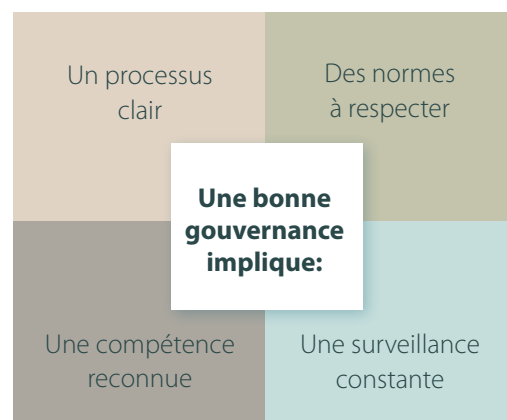 Un processus
clair
Des normes
à respecter
Une bonne
gouvernance
implique:
Une compétence
reconnue
Une surveillance
constante